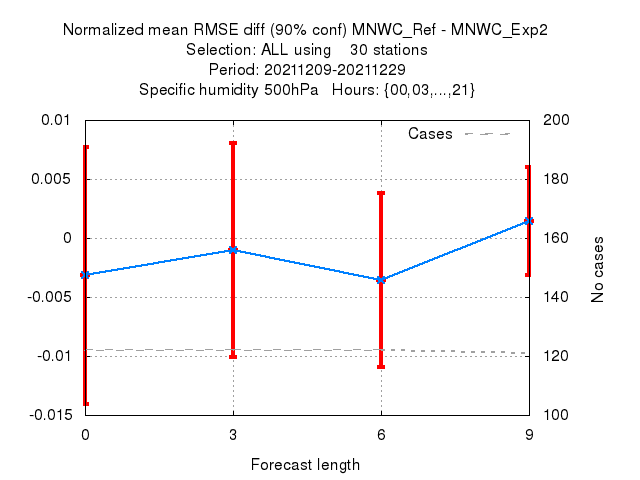 Normalized mean RMSE diff (90% conf) MNWC_Ref - MNWC_Exp2
Selection: ALL using    30 stations
Period: 20211209-20211229
Specific humidity 500hPa   Hours: {00,03,...,21}
0.01
0.005
0
-0.005
-0.01
-0.015
Cases
200
180
160
140
120
100
No cases
0 3 6 9
Forecast length